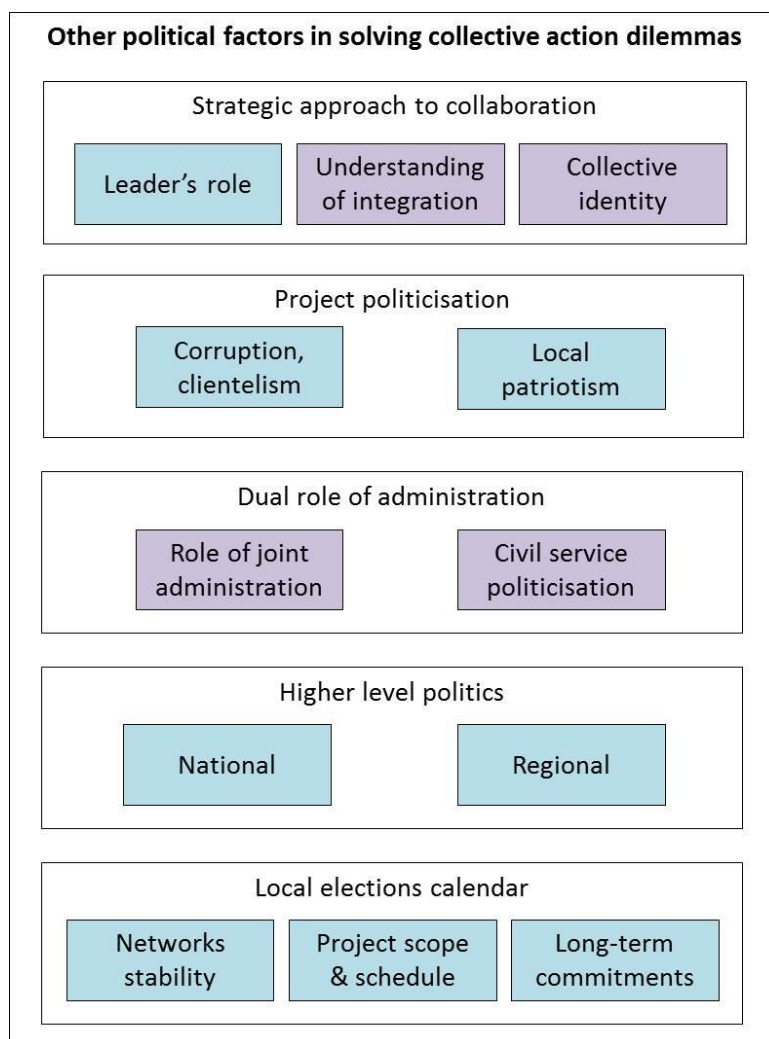 Other political factors in solving collective action dilemmas
Strategic approach to collaboration
Leader’s role
Understanding
of integration
Collective
identity
Project politicisation
Corruption,
clientelism
Local
patriotism
Dual role of administration
Role of joint
administration
Civil service
politicisation
Higher level politics
National
Regional
Local elections calendar
Networks
stability
Project scope
& schedule
Long-term
commitments